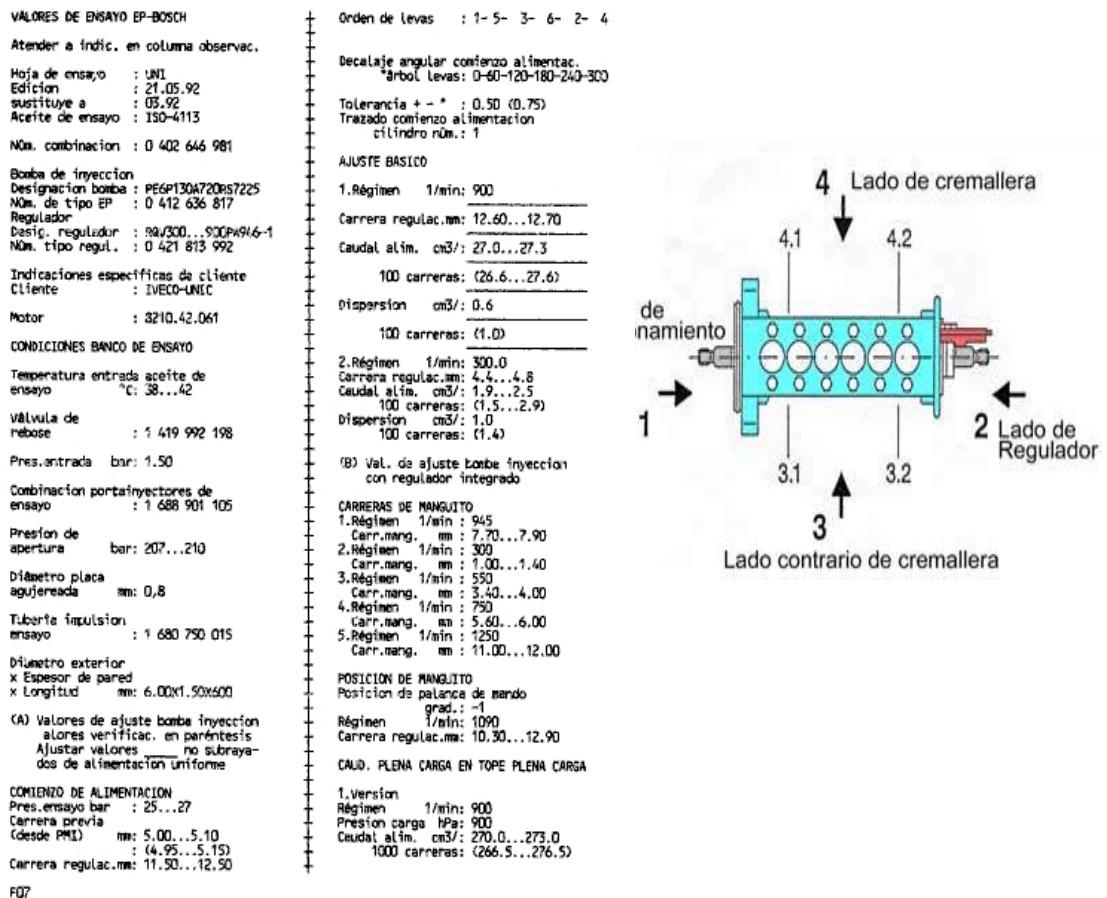 VALORES DE ENSAYO EP-BOSCH
Atender a indic. en columna observac.
Hoja de ensayo : UNI
Edicion : 21.05.92
sustituye a : 03.92
Aceite de ensayo : ISO-4113
Núm. combinacion : 0 402 646 981
Bomba de inyeccion
Designacion bomba : PE6P130A720RS7225
Núm. de tipo EP : 0 412 636 817
Regulador
Desig. regulador :
Núm. tipo regul. : 0 421 813 992
Indicaciones especificas de cliente
Cliente : IVECO-UNIC
Motor : 8210.42.061
CONDICIONES BANCO DE ENSAYO
Temperatura entrada aceite de
ensayo °C: 38...42
Válvula de
rebose : 1 419 992 198
Pres.entrada bar: 1.50
Combinacion portainyectores de
ensayo : 1 688 901 105
Presion de
apertura bar: 207...210
Diámetro placa
agujereada mm: 0,8
Tuberia impulsion
ensayo : 1 680 750 015
Diámetro exterior
x Espesor de pared
x Longitud mm: 6.00X1.50X600
(A) Valores de ajuste bomba inyeccion
alores verificac. en paréntesis
Ajustar valores ____ no subraya-
dos de alimentacion uniforme
COMIENZO DE ALIMENTACION
Pres.ensayo bar : 25...27
Carrera previa
(desde PMI) mm: 5.00...5.10
: (4.95...5.15)
Carrera regulac.mm: 11.50...12.50
F07
Orden de levas : 1- 5- 3- 6- 2- 4
Decalaje angular comienzo alimentac.
°árbol levas: 0-60-120-180-240-300
Tolerancia + - ° : 0.50 (0.75)
Trazado comienzo alimentacion
cilindro núm.: 1
AJUSTE BASICO
1.Régimen 1/min: 900
Carrera regulac.mm: 12.60...12.70
Caudal alim. cm3/: 27.0...27.3
100 carreras: (26.6...27.6)
Dispersion cm3/: 0.6
100 carreras: (1.0)
2.Régimen 1/min: 300.0
Carrera regulac.mm: 4.4...4.8
Caudal alim. cm3/: 1.9...2.5
100 carreras: (1.5...2.9)
Dispersion cm3/: 1.0
100 carreras: (1.4)
(B) Val. de ajuste bombe inyeccion
con regulador integrado
CARRERAS DE MANGUITO
1.Régimen 1/min : 945
Carr.mang. mm : 7.70...7.90
2.Régimen 1/min : 300
Carr.mang. mm : 1.00...1.40
3.Régimen 1/min : 550
Carr.mang. mm : 3.40...4.00
4.Régimen 1/min : 750
Carr.mang. mm : 5.60...6.00
5.Régimen 1/min : 1250
Carr.mang. mm : 11.00...12.00
POSICION DE MANGUITO
Posicion de palanca de mando
grad.: -1
Régimen 1/min: 1090
Carrera regulac.mm: 10.30...12.90
CAUD. PLENA CARGA EN TOPE PLENA CARGA
1.Version
Régimen 1/min: 900
Presion carga hPa: 900
Caudal alim. cm3/: 270.0...273.0
1000 carreras: (266.5...276.5)
4 Lado de cremallera
4.1 4.2
de
onamiento
1
2 Lado de
Regulador
3.1 3.2
3
Lado contrario de cremallera